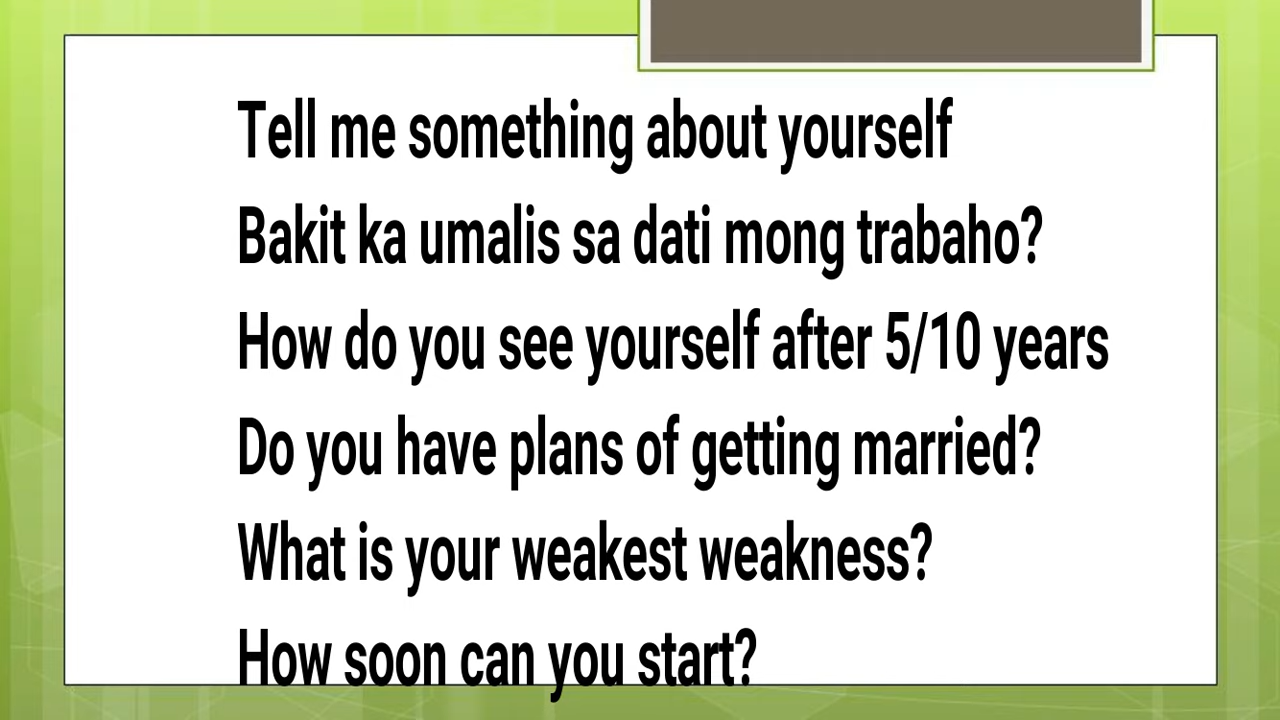 Tell me something about yourself
Bakit ka umalis sa dati mong trabaho?
How do you see yourself after 5/10 years
Do you have plans of getting married?
What is your weakest weakness?
How soon can you start?